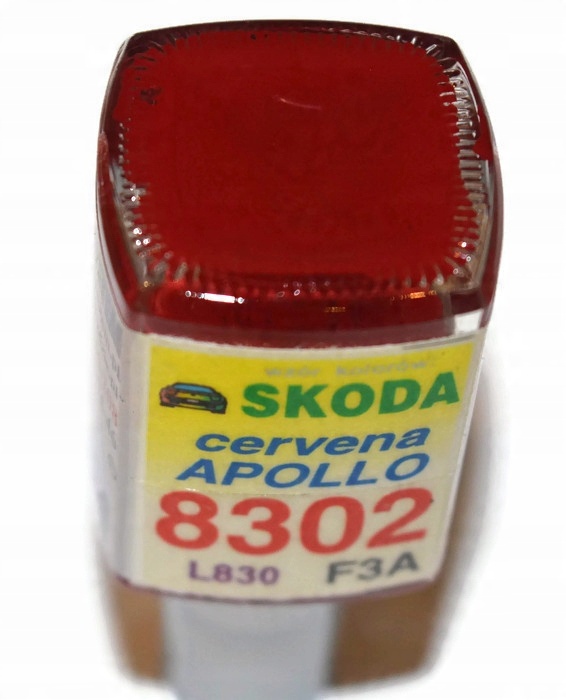 SKODA
cervena
APOLLO
8302
L830 F3A